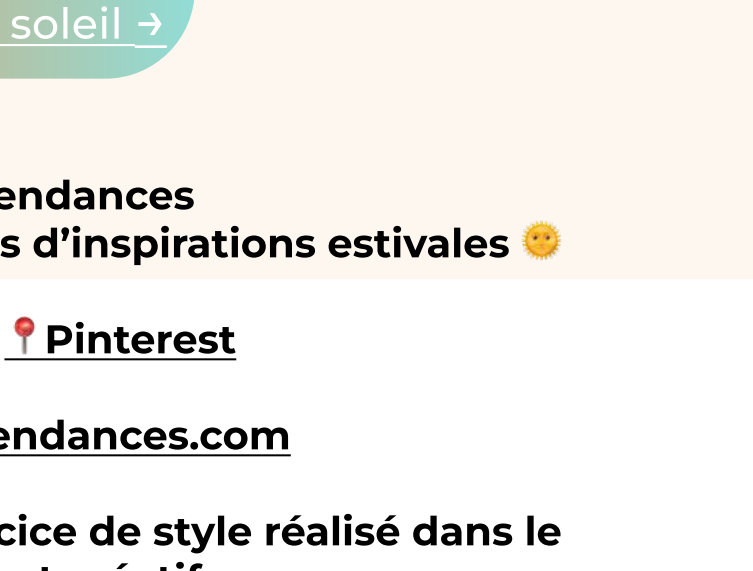 soleil →
endances
s d’inspirations estivales 🌞
📍Pinterest
endances.com
cice de style réalisé dans le